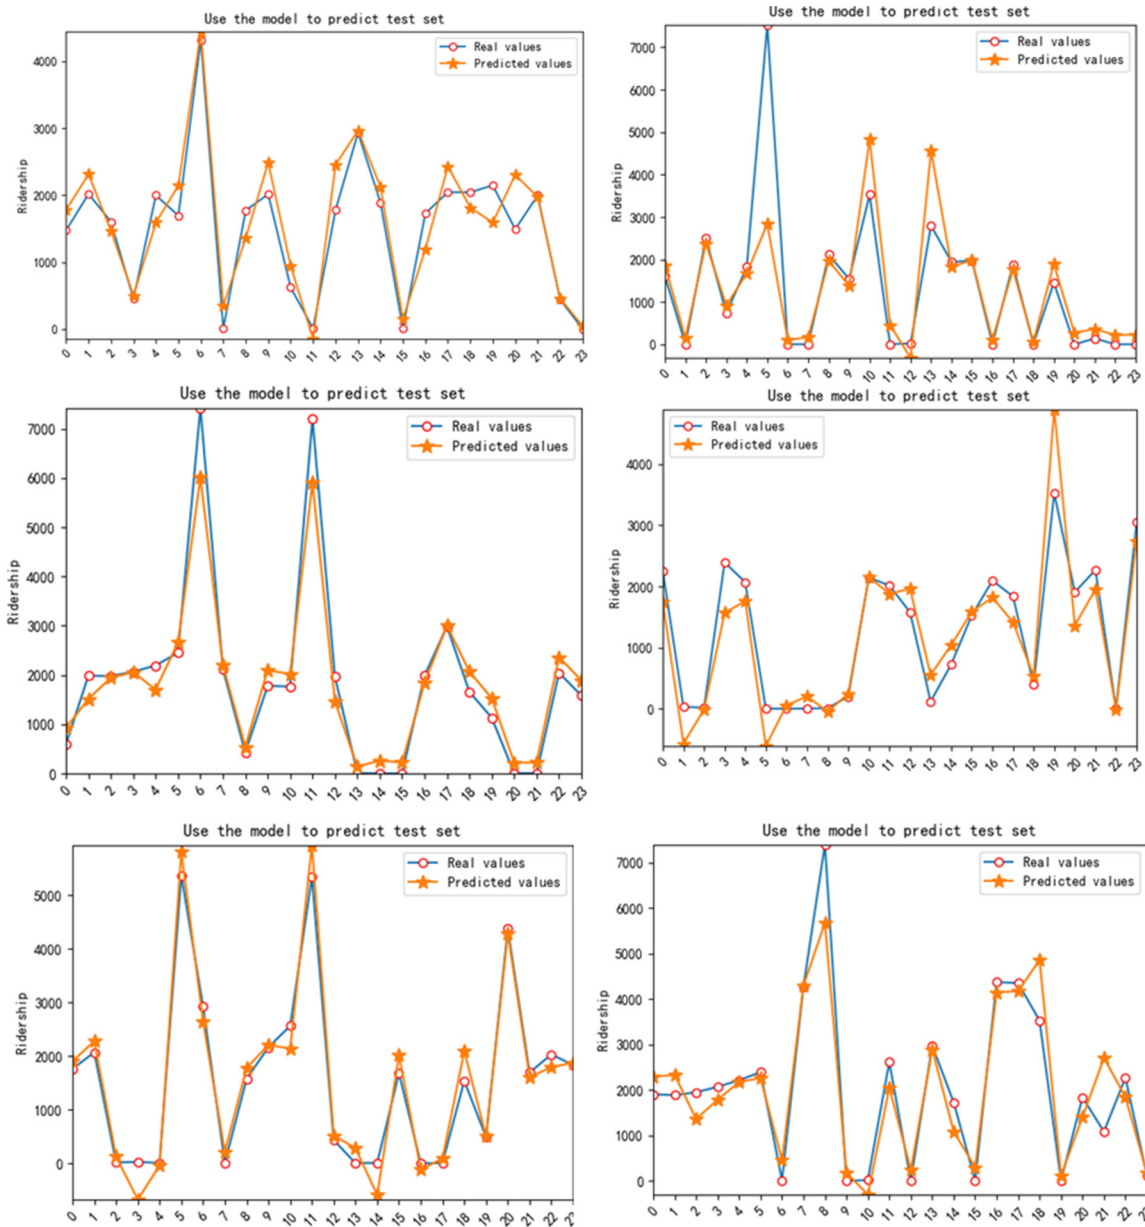 Use the model to predict test set
Real values
Predicted values
Ridership
4000
3000
2000
1000
0
0 1 2 3 4 5 6 7 8 9 10 11 12 13 14 15 16 17 18 19 20 21 22 23
Use the model to predict test set
Real values
Predicted values
Ridership
7000
6000
5000
4000
3000
2000
1000
0
0 1 2 3 4 5 6 7 8 9 10 11 12 13 14 15 16 17 18 19 20 21 22 23
Use the model to predict test set
Real values
Predicted values
Ridership
7000
6000
5000
4000
3000
2000
1000
0
0 1 2 3 4 5 6 7 8 9 10 11 12 13 14 15 16 17 18 19 20 21 22 23
Use the model to predict test set
Real values
Predicted values
Ridership
4000
3000
2000
1000
0
0 1 2 3 4 5 6 7 8 9 10 11 12 13 14 15 16 17 18 19 20 21 22 23
Use the model to predict test set
Real values
Predicted values
Ridership
5000
4000
3000
2000
1000
0
0 1 2 3 4 5 6 7 8 9 10 11 12 13 14 15 16 17 18 19 20 21 22 23
Use the model to predict test set
Real values
Predicted values
Ridership
7000
6000
5000
4000
3000
2000
1000
0
0 1 2 3 4 5 6 7 8 9 10 11 12 13 14 15 16 17 18 19 20 21 22